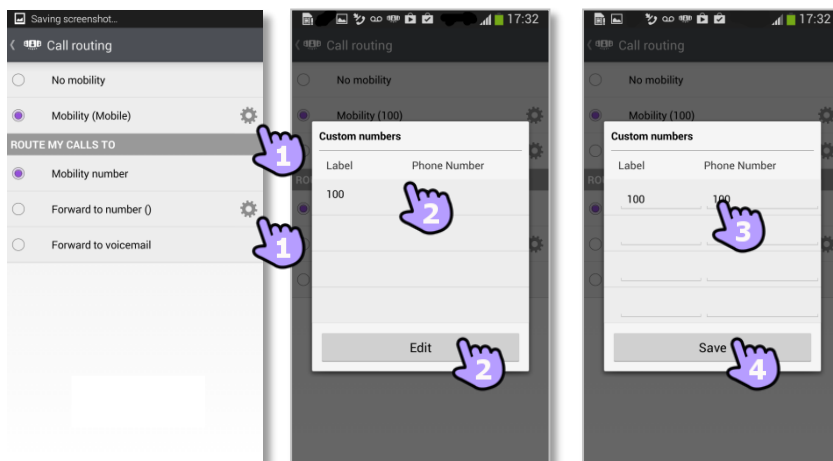 Saving screenshot...
Call routing
No mobility
Mobility (Mobile)
1
ROUTE MY CALLS TO
Mobility number
Forward to number ()
1
Forward to voicemail
17:32
Call routing
No mobility
Mobility (100)
Custom numbers
Label Phone Number
100
2
Edit
2
17:32
Call routing
No mobility
Mobility (100)
Custom numbers
Label Phone Number
100 100
3
Save
4